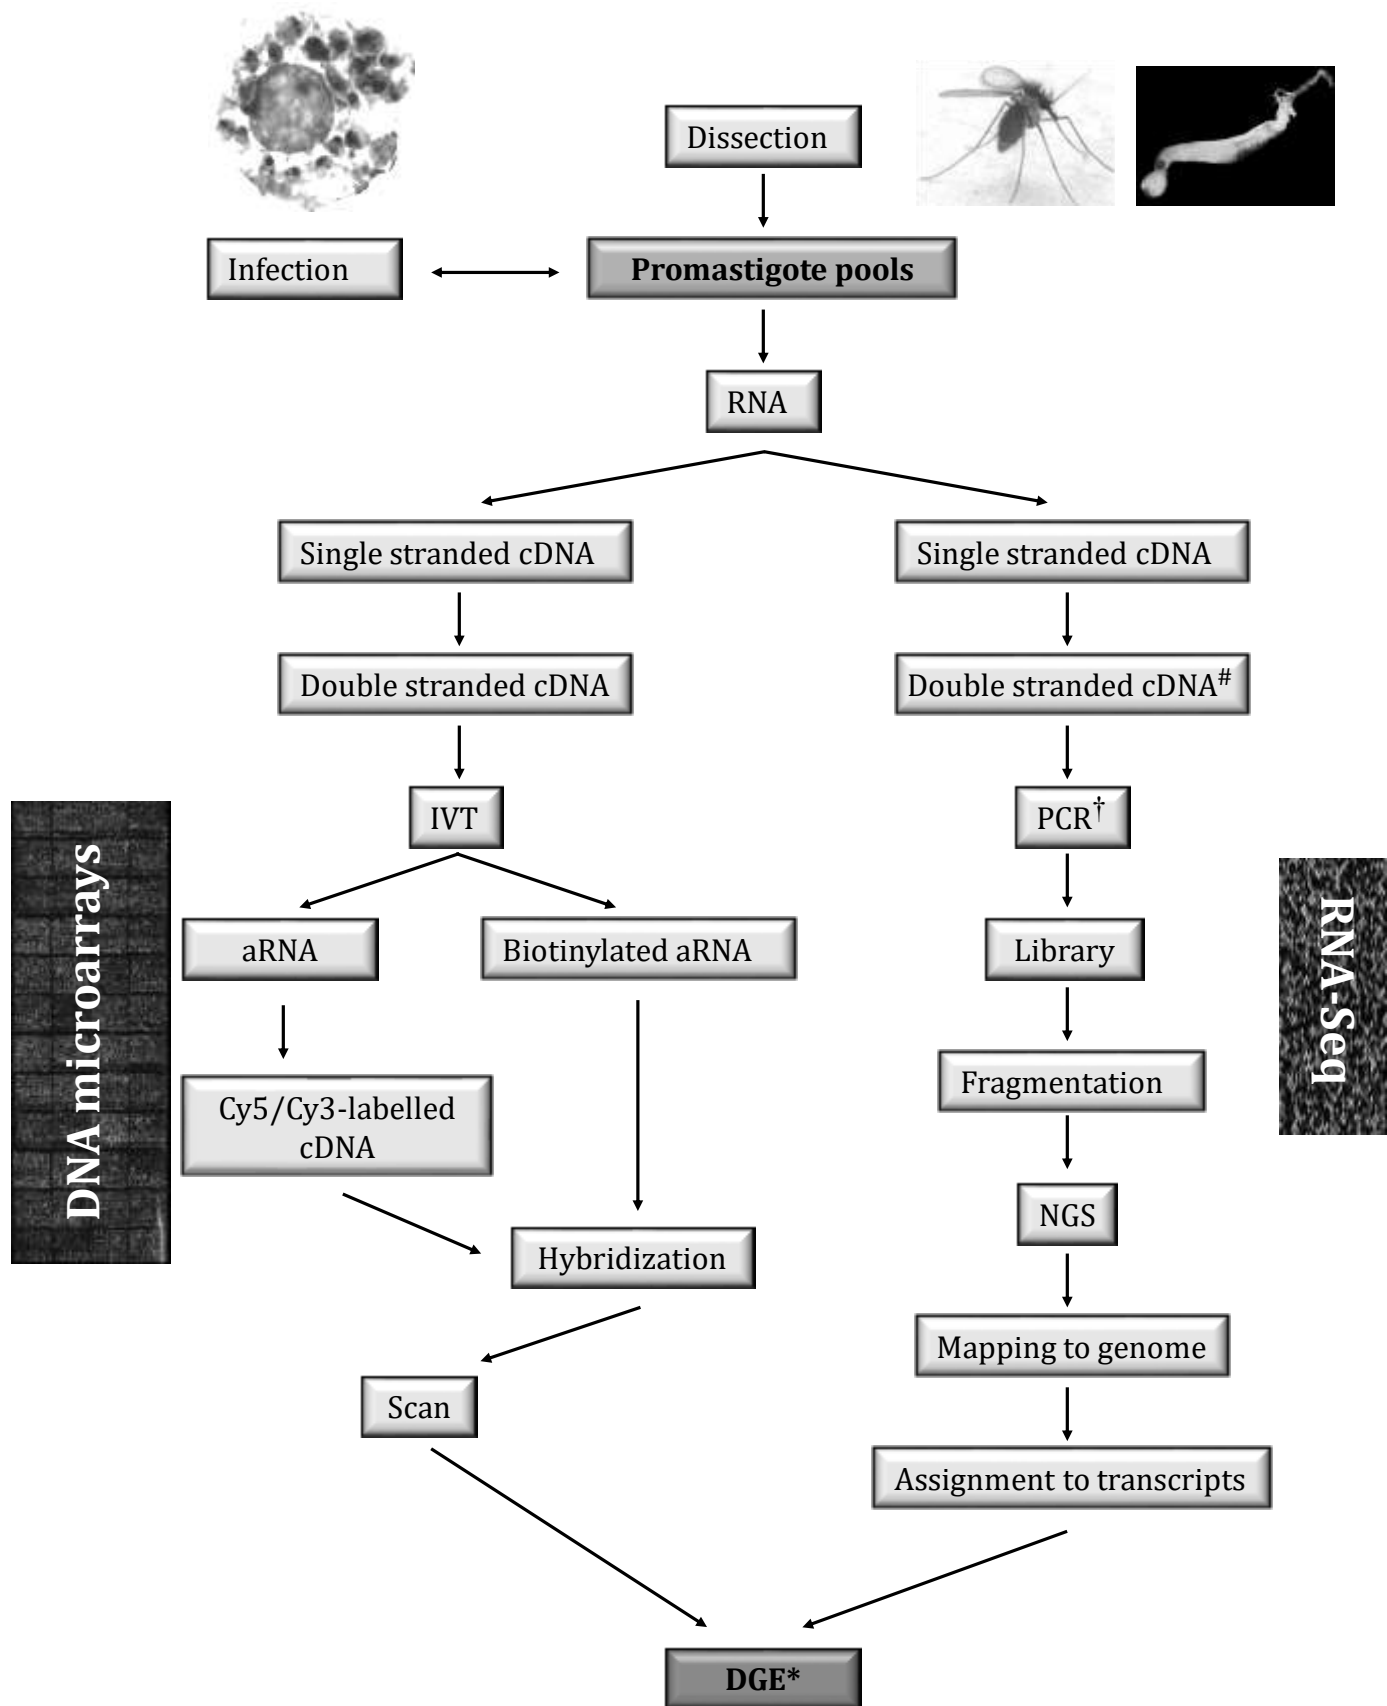 Dissection
Infection
Promastigote pools
RNA
Single stranded cDNA
Single stranded cDNA
Double stranded cDNA
Double stranded cDNA#
IVT
PCR†
DNA microarrays
RNA-Seq
aRNA
Biotinylated aRNA
Library
Fragmentation
Cy5/Cy3-labelled
cDNA
NGS
Hybridization
Mapping to genome
Scan
Assignment to transcripts
DGE*